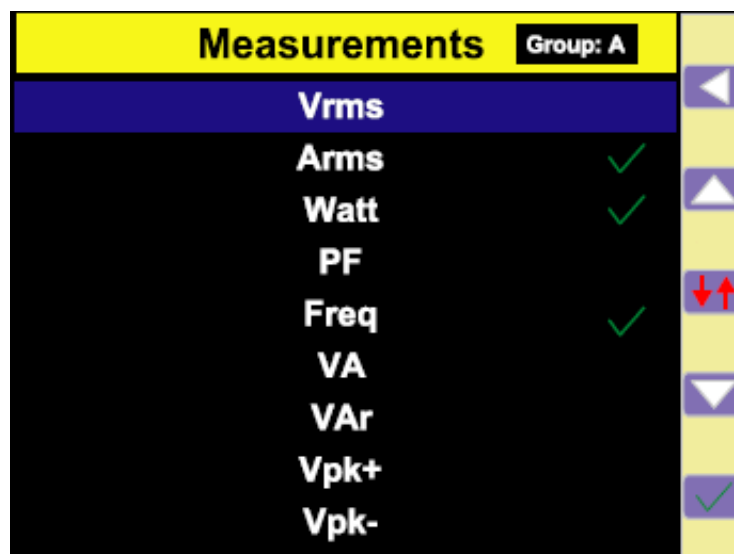 Measurements Group: A
Vrms
Arms
Watt
PF
Freq
VA
VAr
Vpk+
Vpk-